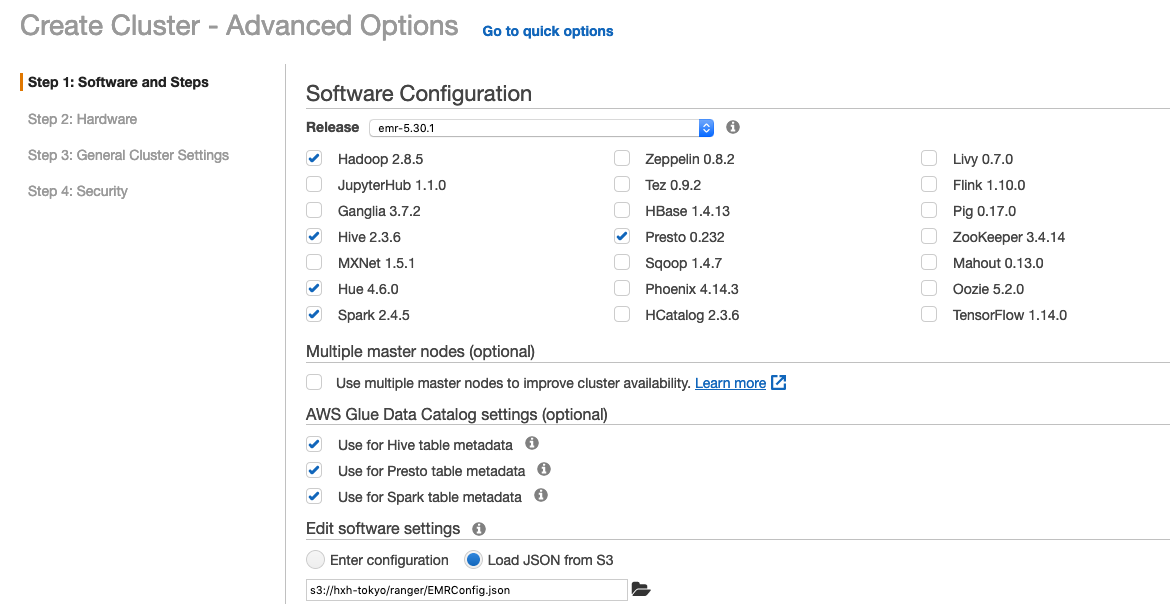 Create Cluster - Advanced Options Go to quick options
Step 1: Software and Steps
Step 2: Hardware
Step 3: General Cluster Settings
Step 4: Security
Software Configuration
Release emr-5.30.1
Hadoop 2.8.5 Zeppelin 0.8.2 Livy 0.7.0
JupyterHub 1.1.0 Tez 0.9.2 Flink 1.10.0
Ganglia 3.7.2 HBase 1.4.13 Pig 0.17.0
Hive 2.3.6 Presto 0.232 ZooKeeper 3.4.14
MXNet 1.5.1 Sqoop 1.4.7 Mahout 0.13.0
Hue 4.6.0 Phoenix 4.14.3 Oozie 5.2.0
Spark 2.4.5 HCatalog 2.3.6 TensorFlow 1.14.0
Multiple master nodes (optional)
Use multiple master nodes to improve cluster availability. Learn more
AWS Glue Data Catalog settings (optional)
Use for Hive table metadata
Use for Presto table metadata
Use for Spark table metadata
Edit software settings
Enter configuration Load JSON from S3
s3://hxh-tokyo/ranger/EMRConfig.json